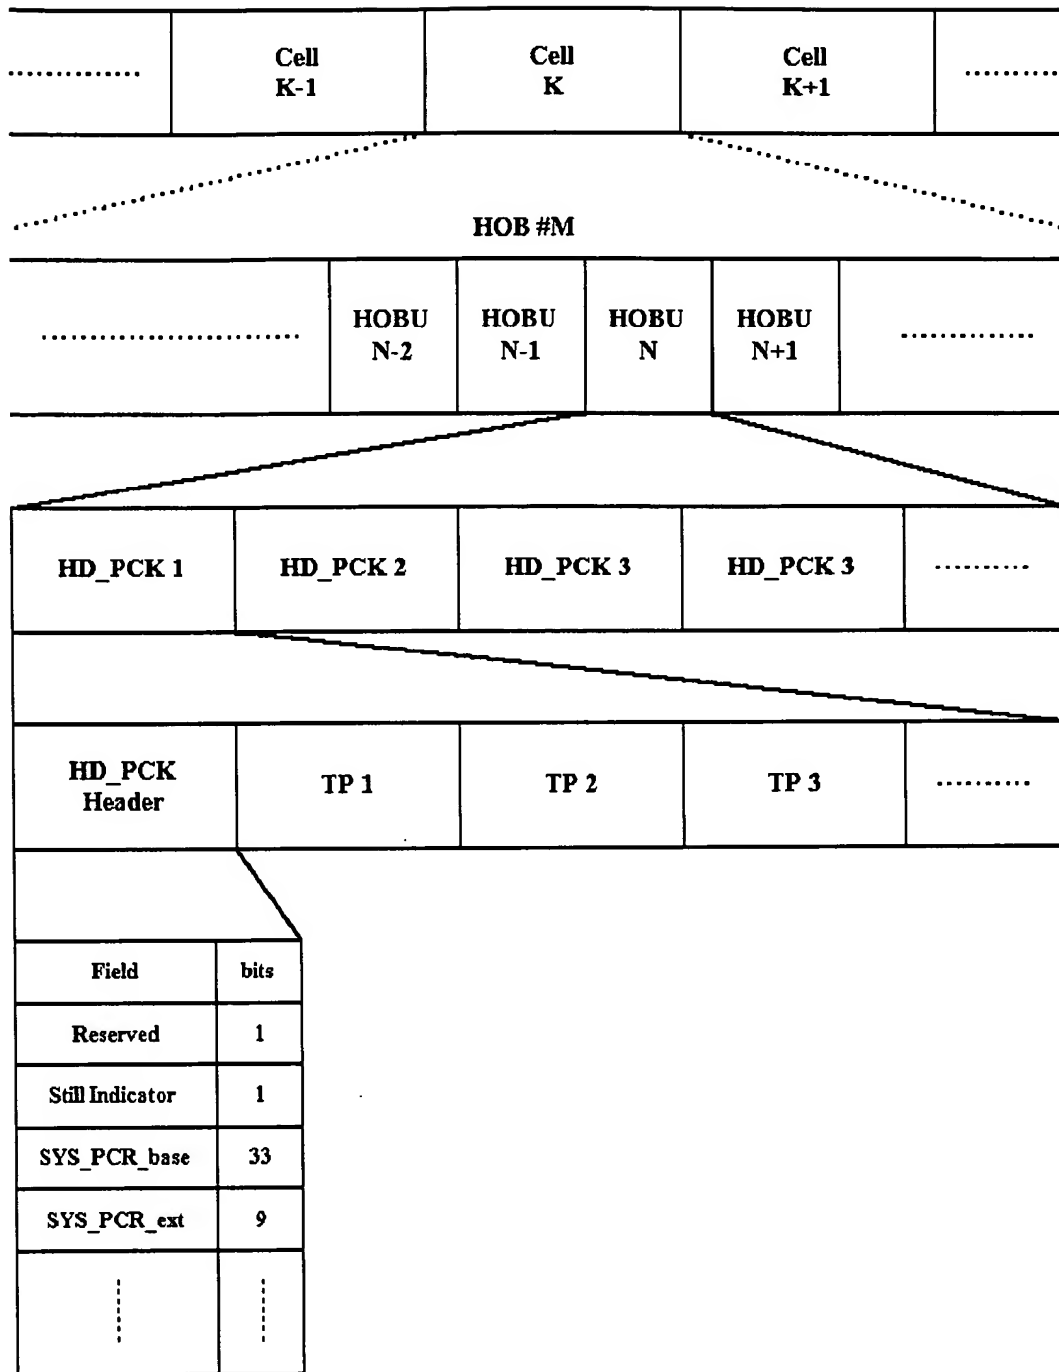 Cell
K-1
Cell
K
Cell
K+1
HOB #M
HOBU
N-2
HOBU
N-1
HOBU
N
HOBU
N+1
HD_PCK 1
HD_PCK 2
HD_PCK 3
HD_PCK 3
HD_PCK
Header
TP 1
TP 2
TP 3
Field
bits
Reserved
1
Still Indicator
1
SYS_PCR_base
33
SYS_PCR_ext
9